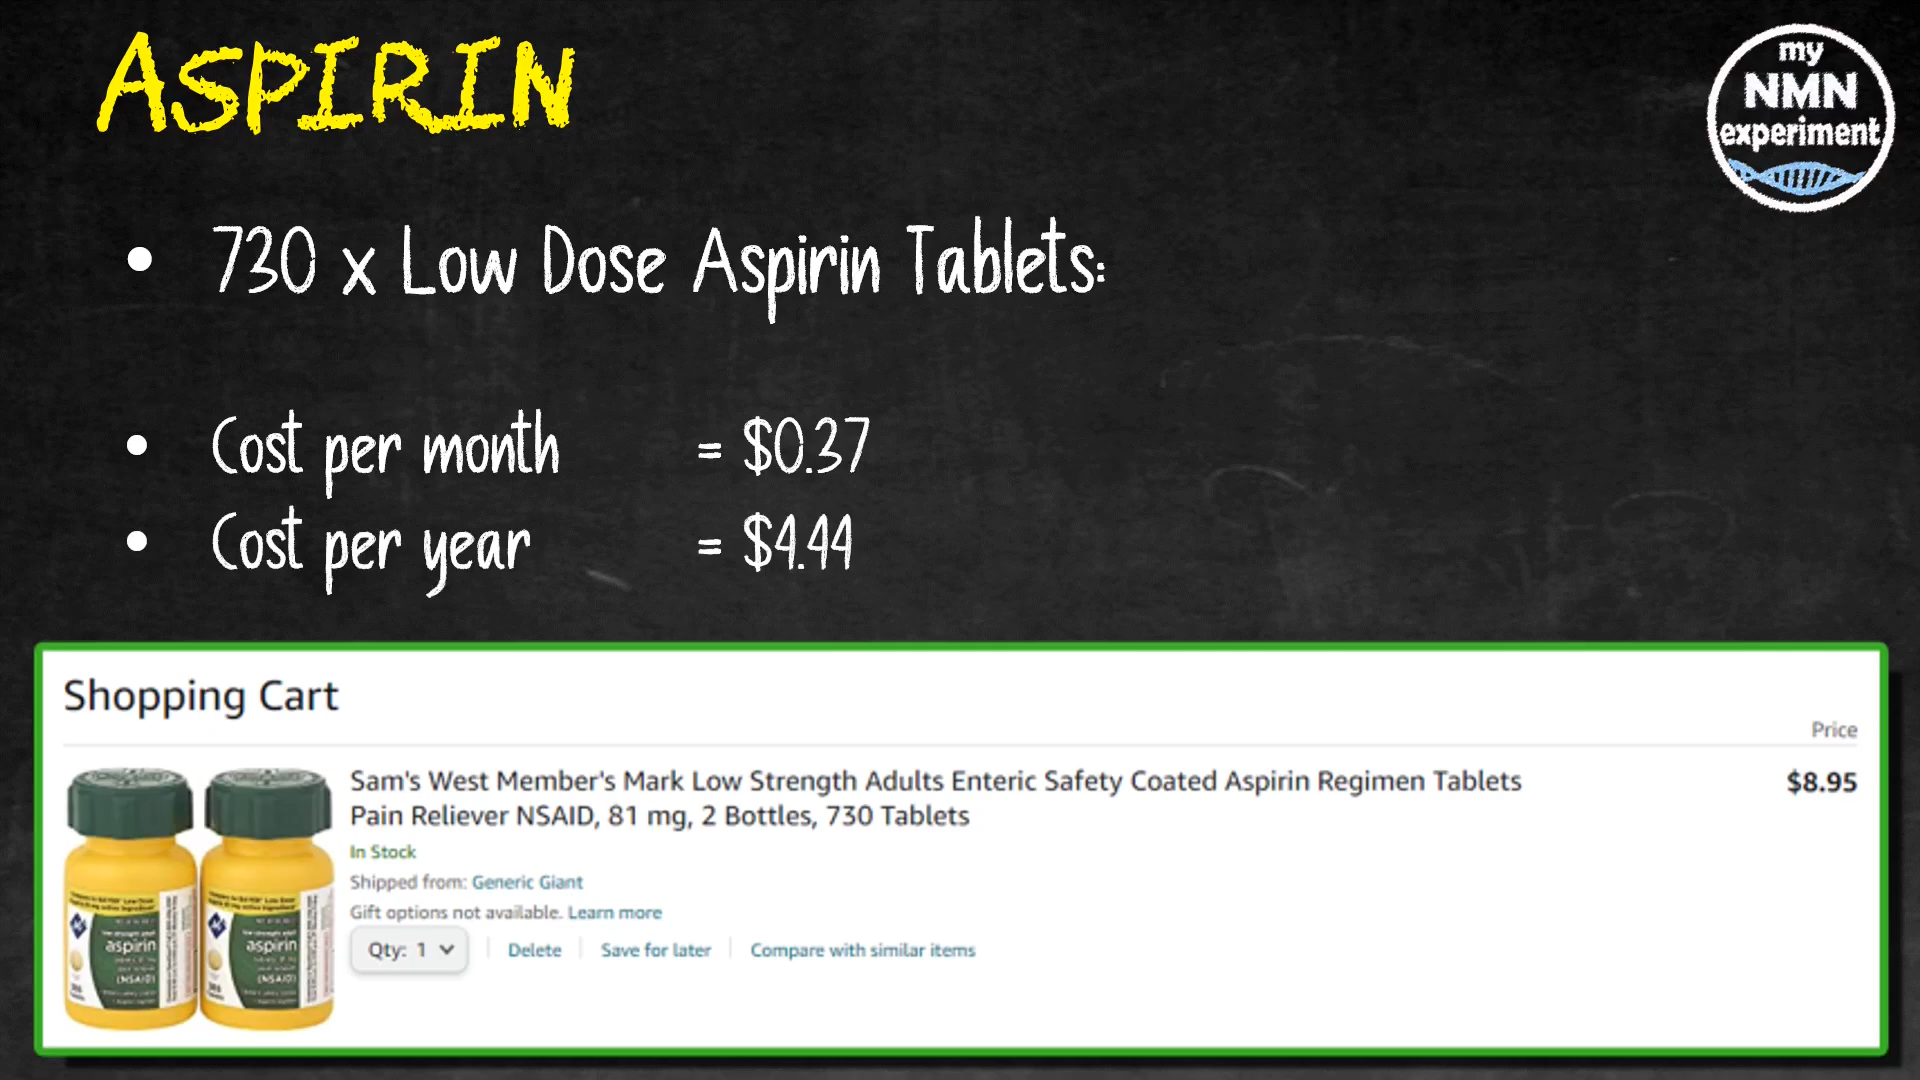 ASPIRIN
my
NMN
experiment
• 730 x Low Dose Aspirin Tablets:
• Cost per month = $0.37
• Cost per year = $4.44
Shopping Cart
Price
Sam's West Member's Mark Low Strength Adults Enteric Safety Coated Aspirin Regimen Tablets
$8.95
Pain Reliever NSAID, 81 mg, 2 Bottles, 730 Tablets
In Stock
Shipped from: Generic Giant
Gift options not available. Learn more
Qty: 1 Delete Save for later Compare with similar items
aspirin
(NSAID)
aspirin
(NSAID)